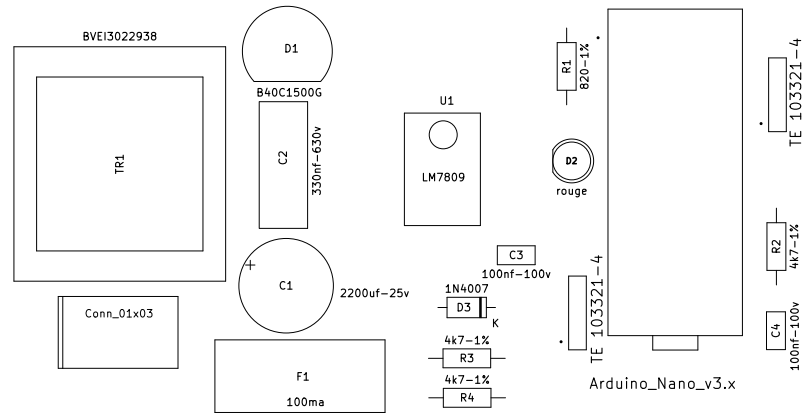 BVEI3022938
TR1
Conn_01x03
D1
B40C1500G
C2
330nf-630v
C1
2200uf-25v
F1
100ma
U1
LM7809
C3
100nf-100v
1N4007
D3
K
4k7-1%
R3
4k7-1%
R4
R1
820-1%
D2
rouge
TE 103321-4
Arduino_Nano_v3.x
TE 103321-4
R2
4k7-1%
C4
100nf-100v